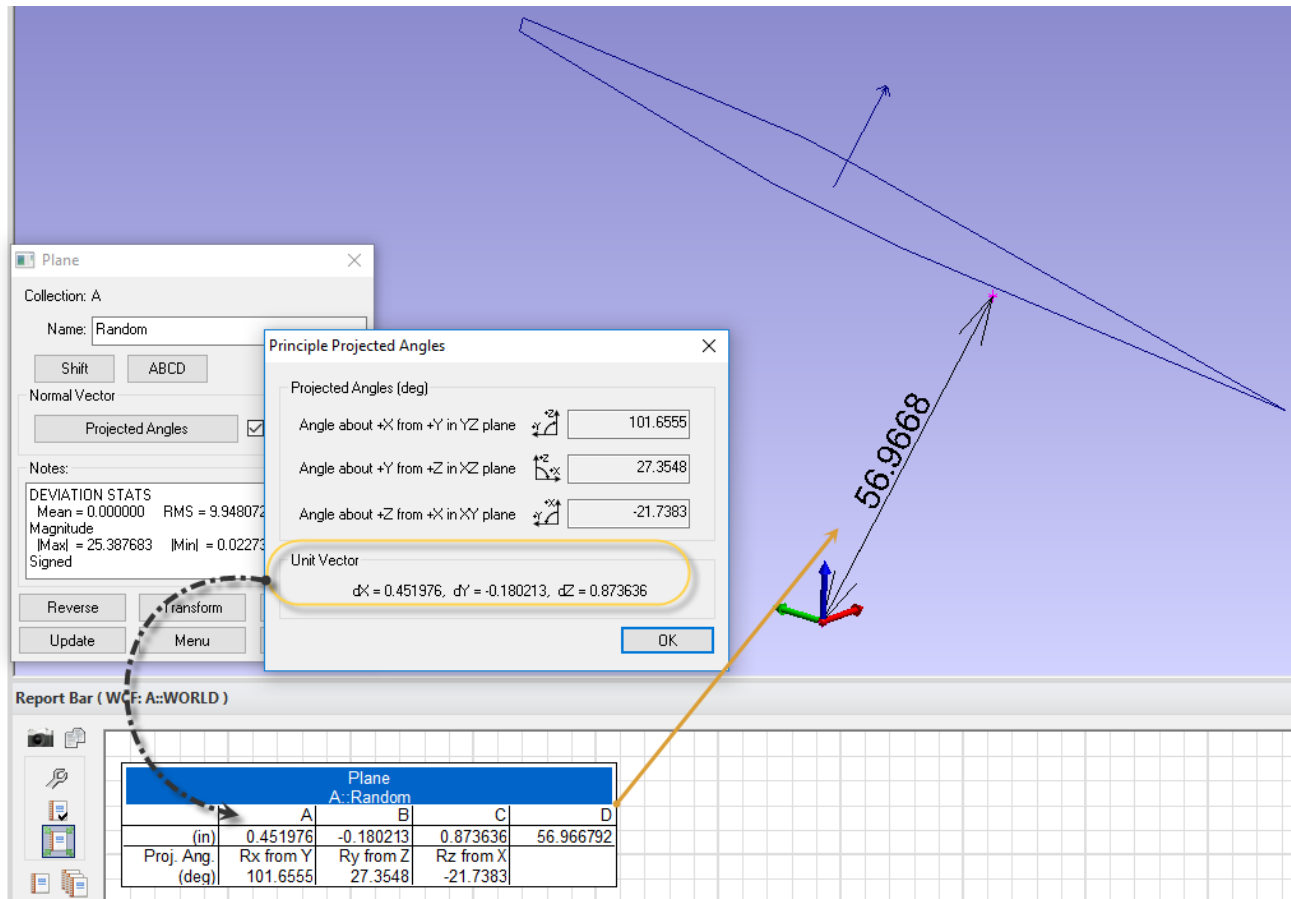 Plane
Collection: A
Name: Random
Shift ABCD
Normal Vector
Projected Angles
Notes:
DEVIATION STATS
Mean = 0.000000 RMS = 9.948072
Magnitude
|Max| = 25.387683 |Min| = 0.02273
Signed
Reverse Transform
Update Menu
Principle Projected Angles
Projected Angles (deg)
Angle about +X from +Y in YZ plane +Z +Y 101.6555
Angle about +Y from +Z in XZ plane +Z +X 27.3548
Angle about +Z from +X in XY plane +X +Y -21.7383
Unit Vector
dX = 0.451976, dY = -0.180213, dZ = 0.873636
OK
56.9668
Report Bar ( WCF: A::WORLD )
Plane
A::Random
A B C D
(in) 0.451976 -0.180213 0.873636 56.966792
Proj. Ang. Rx from Y Ry from Z Rz from X
(deg) 101.6555 27.3548 -21.7383